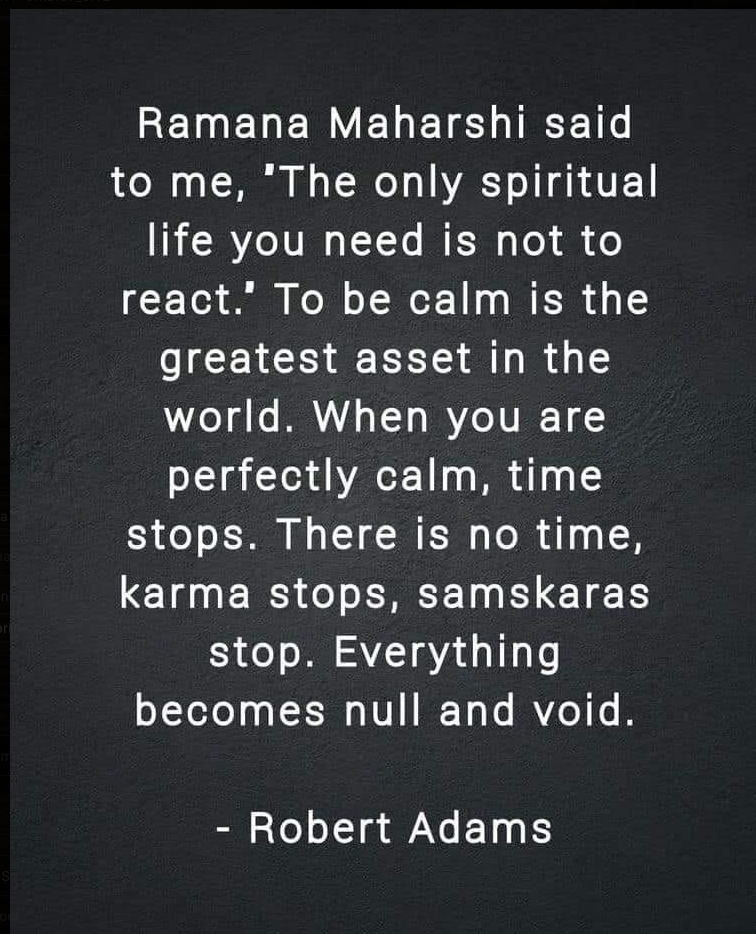 Ramana Maharshi said
to me, 'The only spiritual
life you need is not to
react.' To be calm is the
greatest asset in the
world. When you are
perfectly calm, time
stops. There is no time,
karma stops, samskaras
stop. Everything
becomes null and void.
- Robert Adams